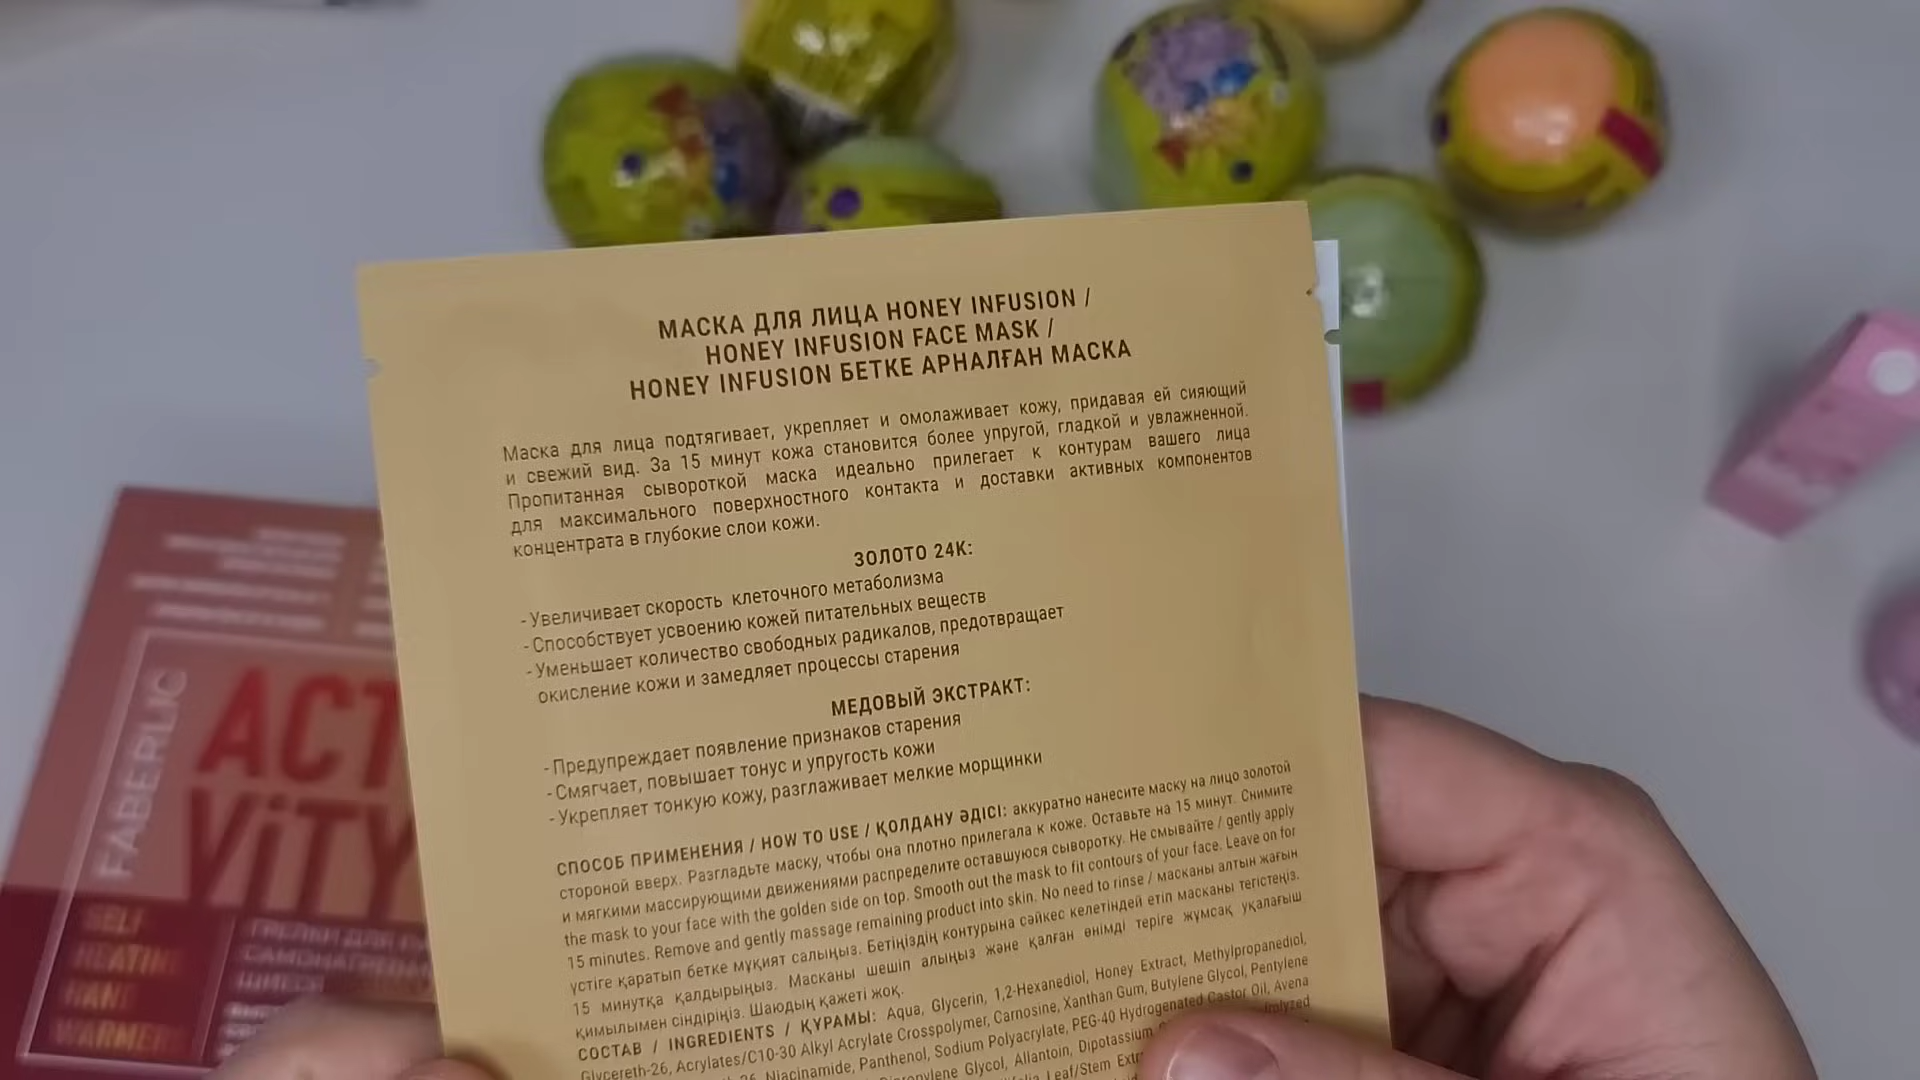 МАСКА ДЛЯ ЛИЦА HONEY INFUSION /
HONEY INFUSION FACE MASK /
HONEY INFUSION БЕТКЕ АРНАЛҒАН МАСКА
Маска для лица подтягивает, укрепляет и омолаживает кожу, придавая ей сияющий
и свежий вид. За 15 минут кожа становится более упругой, гладкой и увлажненной.
Пропитанная сывороткой маска идеально прилегает к контурам вашего лица
для максимального поверхностного контакта и доставки активных компонентов
концентрата в глубокие слои кожи.
ЗОЛОТО 24К:
- Увеличивает скорость клеточного метаболизма
- Способствует усвоению кожей питательных веществ
- Уменьшает количество свободных радикалов, предотвращает
окисление кожи и замедляет процессы старения
МЕДОВЫЙ ЭКСТРАКТ:
- Предупреждает появление признаков старения
- Смягчает, повышает тонус и упругость кожи
- Укрепляет тонкую кожу, разглаживает мелкие морщинки
СПОСОБ ПРИМЕНЕНИЯ / HOW TO USE / ҚОЛДАНУ ӘДІСІ: аккуратно нанесите маску на лицо золотой
стороной вверх. Разгладьте маску, чтобы она плотно прилегала к коже. Оставьте на 15 минут. Снимите
и мягкими массирующими движениями распределите оставшуюся сыворотку. Не смывайте / gently apply
the mask to your face with the golden side on top. Smooth out the mask to fit contours of your face. Leave on for
15 minutes. Remove and gently massage remaining product into skin. No need to rinse / масканы алтын жағын
үстіге қаратып бетке мұқият салыңыз. Бетіңіздің контурына сәйкес келетіндей етіп масканы тегістеңіз.
15 минутқа қалдырыңыз. Масканы шешіп алыңыз және қалған өнімді теріге жұмсақ уқалағыш
қимылымен сіңдіріңіз. Шаюдың қажеті жоқ.
СОСТАВ / INGREDIENTS / ҚҰРАМЫ: Aqua, Glycerin, 1,2-Hexanediol, Honey Extract, Methylpropanediol,
Glycereth-26, Acrylates/C10-30 Alkyl Acrylate Crosspolymer, Carnosine, Xanthan Gum, Butylene Glycol, Pentylene
Niacinamide, Panthenol, Sodium Polyacrylate, PEG-40 Hydrogenated Castor Oil, Avena
Glycol, Allantoin, Dipotassium
Leaf/Stem
FABERLIC
ACT
ViTY
SELF
HEATIN
HAND
WARMER